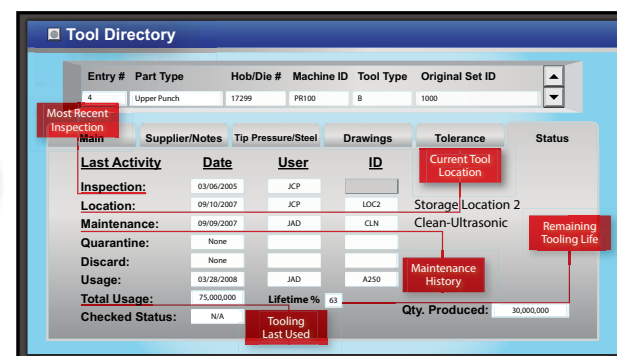 Tool Directory
Entry # Part Type Hob/Die # Machine ID Tool Type Original Set ID
4 Upper Punch 17299 PR100 B 1000
Most Recent
Inspection
Main Supplier/Notes Tip Pressure/Steel Drawings Tolerance Status
Last Activity Date User ID
Current Tool
Location
Inspection: 03/06/2005 JCP
Location: 09/10/2007 JCP LOC2 Storage Location 2
Maintenance: 09/09/2007 JAD CLN Clean-Ultrasonic
Remaining
Tooling Life
Quarantine: None
Discard: None
Maintenance
History
Usage: 03/28/2008 JAD A250
Total Usage: 75,000,000 Lifetime % 63
Qty. Produced: 30,000,000
Checked Status: N/A
Tooling
Last Used